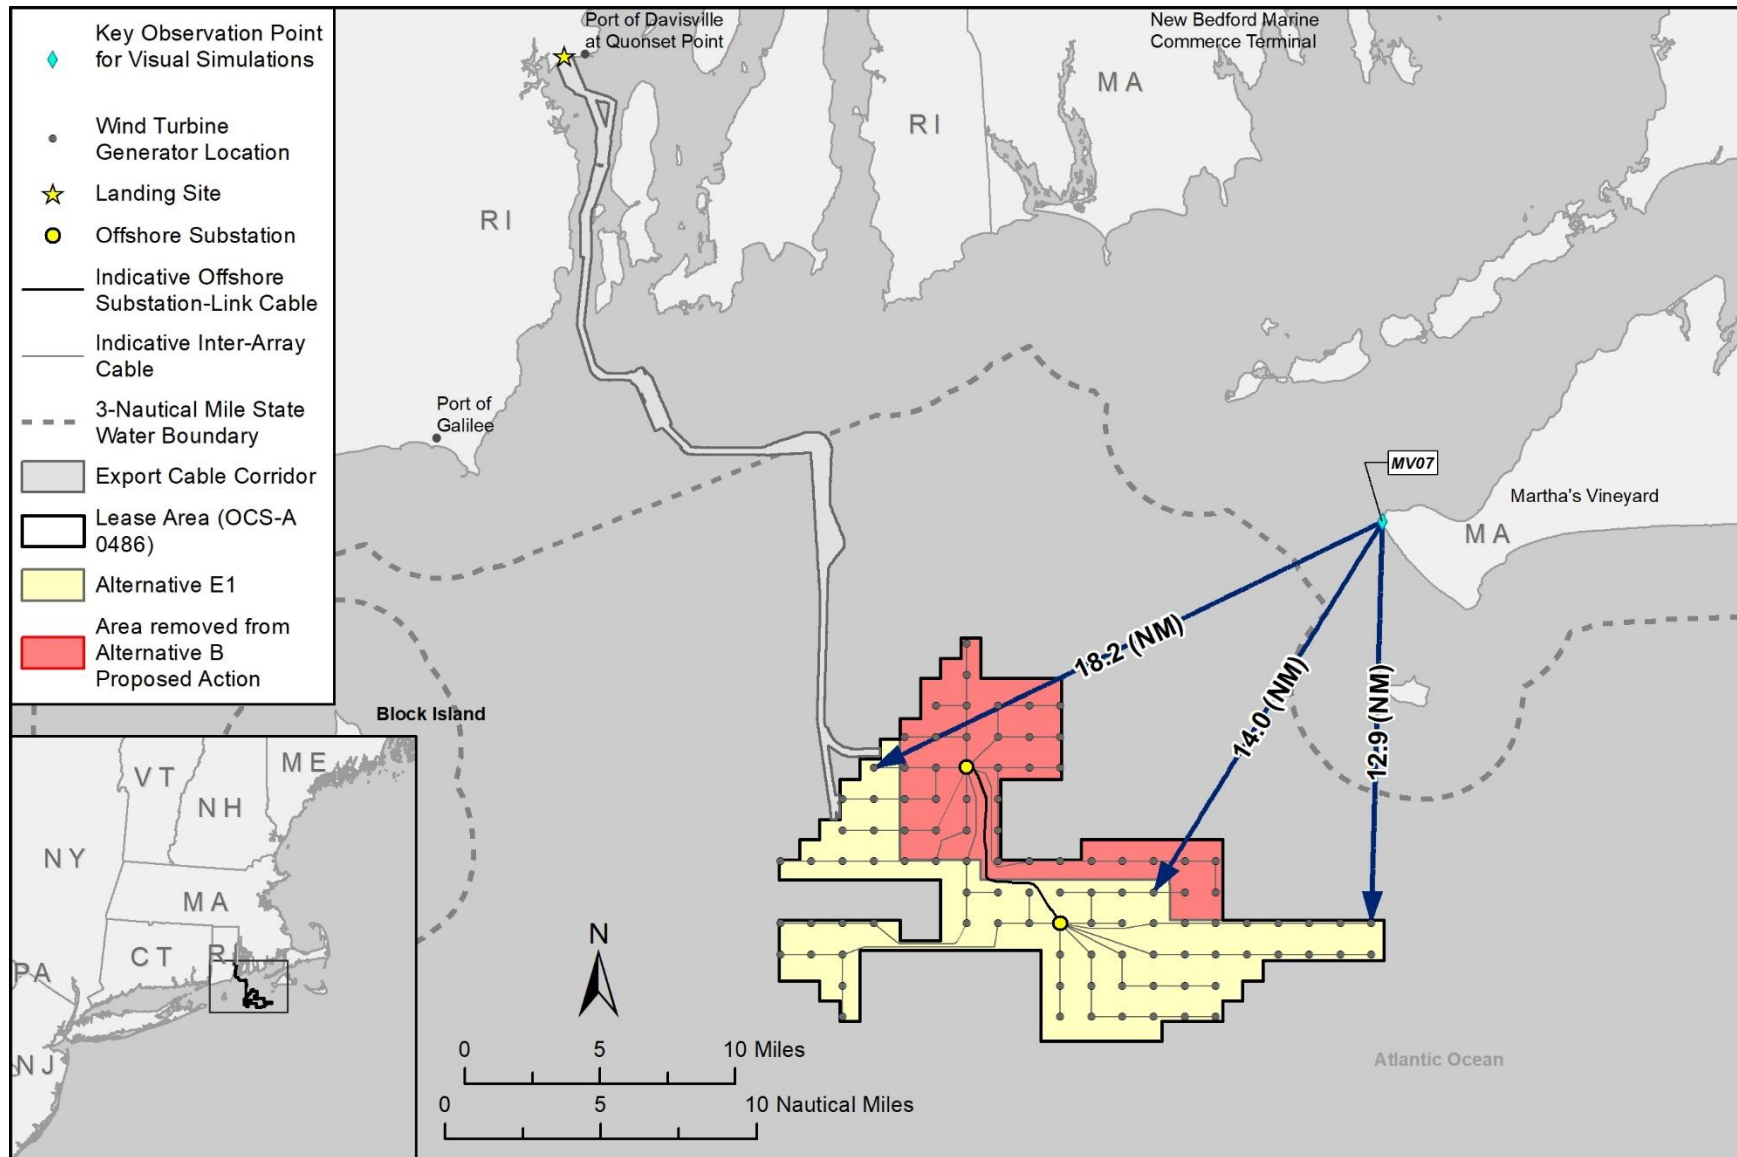 Key Observation Point
for Visual Simulations
Wind Turbine
Generator Location
Landing Site
Offshore Substation
Indicative Offshore
Substation-Link Cable
Indicative Inter-Array
Cable
3-Nautical Mile State
Water Boundary
Export Cable Corridor
Lease Area (OCS-A
0486)
Alternative E1
Area removed from
Alternative B
Proposed Action
Port of Davisville
at Quonset Point
New Bedford Marine
Commerce Terminal
MA
RI
RI
Port of
Galilee
MV07
Martha's Vineyard
MA
18.2 (NM)
14.0 (NM)
12.9 (NM)
Block Island
VT
ME
NH
NY
MA
CT
RI
PA
NJ
N
0 5 10 Miles
0 5 10 Nautical Miles
Atlantic Ocean